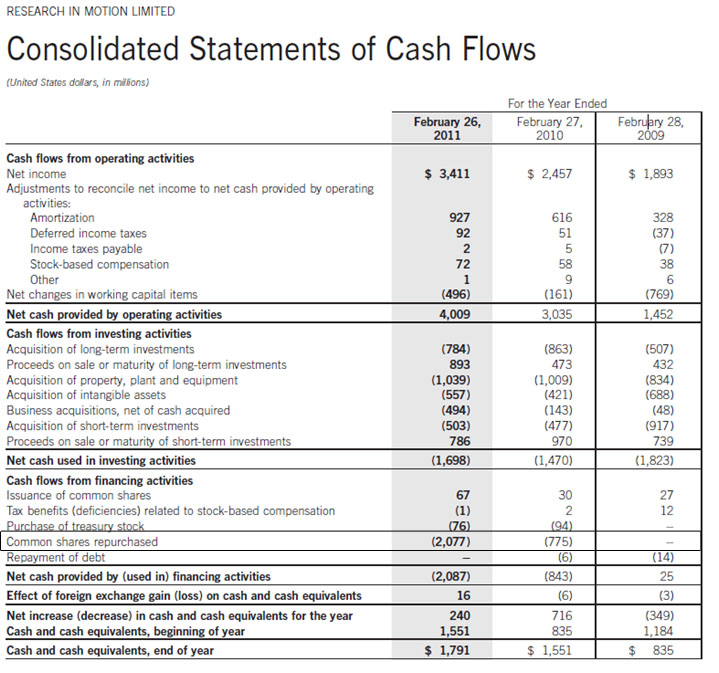 RESEARCH IN MOTION LIMITED
Consolidated Statements of Cash Flows
(United States dollars, in millions)
For the Year Ended
February 26, February 27, February 28,
2011 2010 2009
Cash flows from operating activities
Net income $ 3,411 $ 2,457 $ 1,893
Adjustments to reconcile net income to net cash provided by operating
activities:
Amortization 927 616 328
Deferred income taxes 92 51 (37)
Income taxes payable 2 5 (7)
Stock-based compensation 72 58 38
Other 1 9 6
Net changes in working capital items (496) (161) (769)
Net cash provided by operating activities 4,009 3,035 1,452
Cash flows from investing activities
Acquisition of long-term investments (784) (863) (507)
Proceeds on sale or maturity of long-term investments 893 473 432
Acquisition of property, plant and equipment (1,039) (1,009) (834)
Acquisition of intangible assets (557) (421) (688)
Business acquisitions, net of cash acquired (494) (143) (48)
Acquisition of short-term investments (503) (477) (917)
Proceeds on sale or maturity of short-term investments 786 970 739
Net cash used in investing activities (1,698) (1,470) (1,823)
Cash flows from financing activities
Issuance of common shares 67 30 27
Tax benefits (deficiencies) related to stock-based compensation (1) 2 12
Purchase of treasury stock (76) (94) –
Common shares repurchased (2,077) (775) –
Repayment of debt – (6) (14)
Net cash provided by (used in) financing activities (2,087) (843) 25
Effect of foreign exchange gain (loss) on cash and cash equivalents 16 (6) (3)
Net increase (decrease) in cash and cash equivalents for the year 240 716 (349)
Cash and cash equivalents, beginning of year 1,551 835 1,184
Cash and cash equivalents, end of year $ 1,791 $ 1,551 $ 835